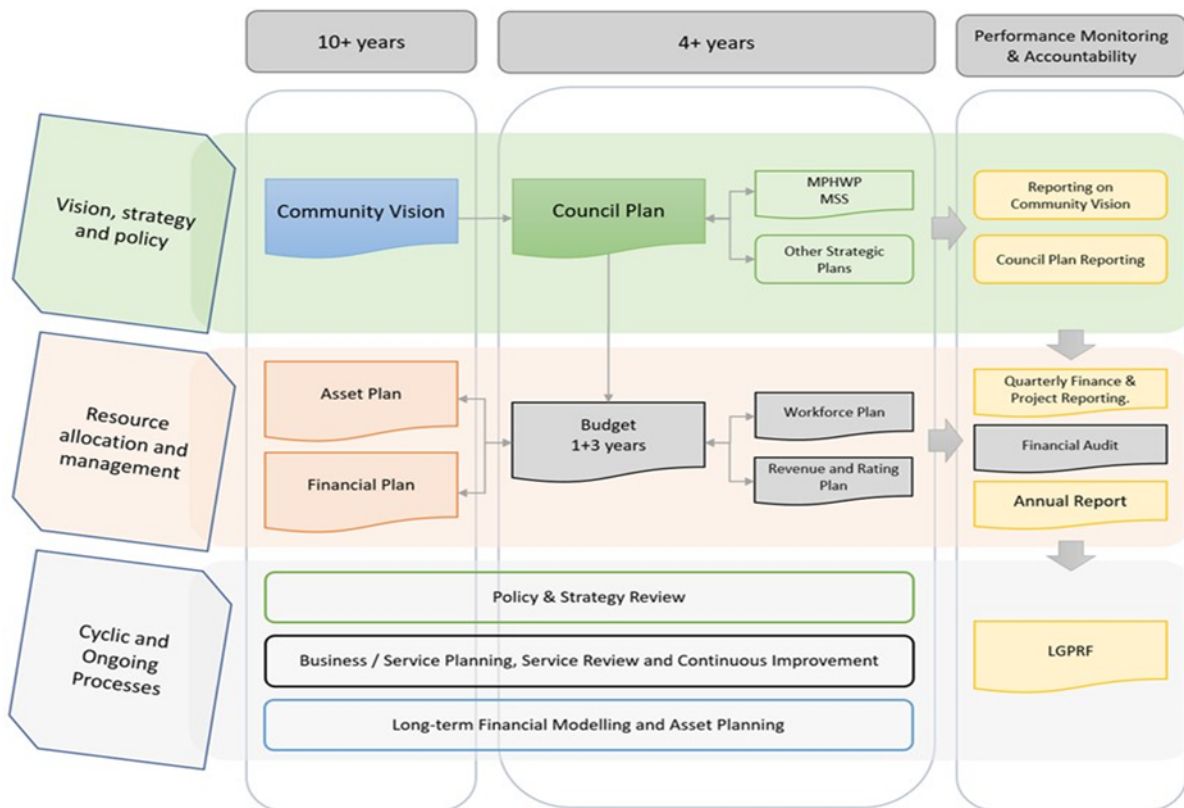 10+ years
4+ years
Performance Monitoring
& Accountability
Vision, strategy
and policy
Community Vision
Council Plan
MPHWP
MSS
Other Strategic
Plans
Reporting on
Community Vision
Council Plan Reporting
Resource
allocation and
management
Asset Plan
Financial Plan
Budget
1+3 years
Workforce Plan
Revenue and Rating
Plan
Quarterly Finance &
Project Reporting.
Financial Audit
Annual Report
Cyclic and
Ongoing
Processes
Policy & Strategy Review
Business / Service Planning, Service Review and Continuous Improvement
Long-term Financial Modelling and Asset Planning
LGPRF